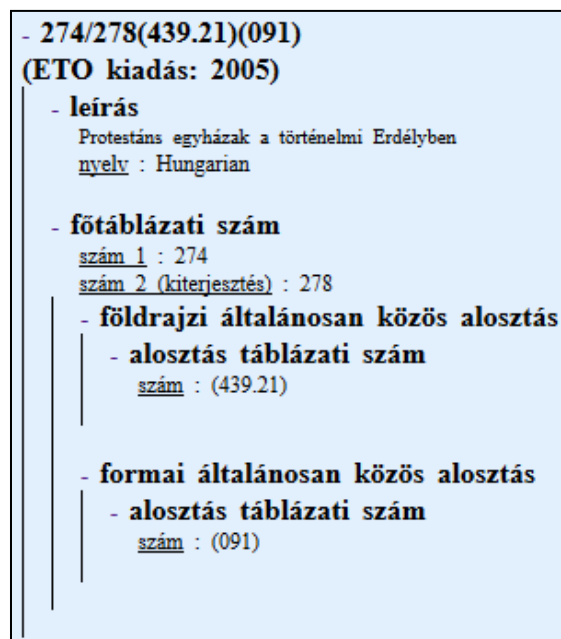 - 274/278(439.21)(091)
(ETO kiadás: 2005)
- leírás
Protestáns egyházak a történelmi Erdélyben
nyelv : Hungarian
- főtáblázati szám
szám 1 : 274
szám 2 (kiterjesztés) : 278
- földrajzi általánosan közös alosztás
- alosztás táblázati szám
szám : (439.21)
- formai általánosan közös alosztás
- alosztás táblázati szám
szám : (091)